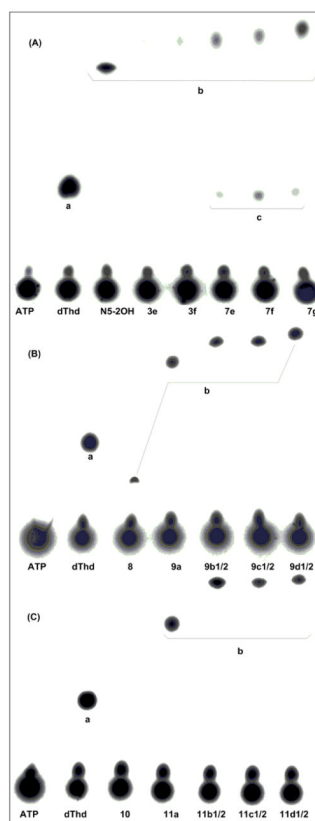 (A)
b
a
c
ATP dThd N5-2OH 3e 3f 7e 7f 7g
(B)
b
a
ATP dThd 8 9a 9b1/2 9c1/2 9d1/2
(C)
b
a
ATP dThd 10 11a 11b1/2 11c1/2 11d1/2